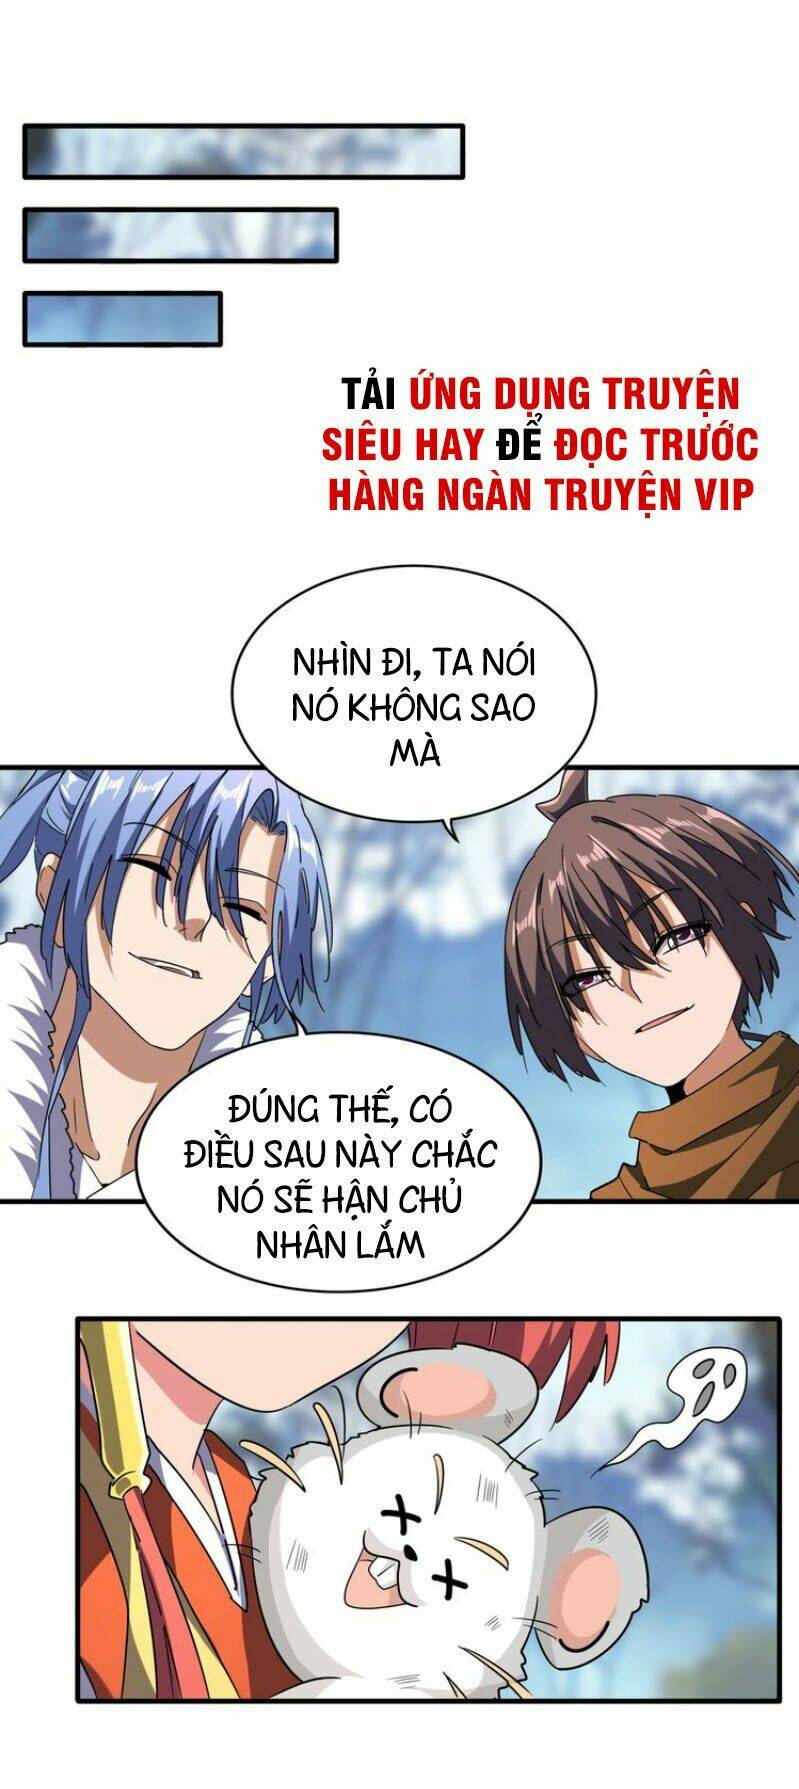 TẢI ỨNG DỤNG TRUYỆN
SIÊU HAY ĐỂ ĐỌC TRƯỚC
HÀNG NGÀN TRUYỆN VIP
NHÌN ĐI, TA NÓI
NÓ KHÔNG SAO
MÀ
ĐÚNG THẾ, CÓ
ĐIỀU SAU NÀY CHẮC
NÓ SẼ HẬN CHỦ
NHÂN LẮM